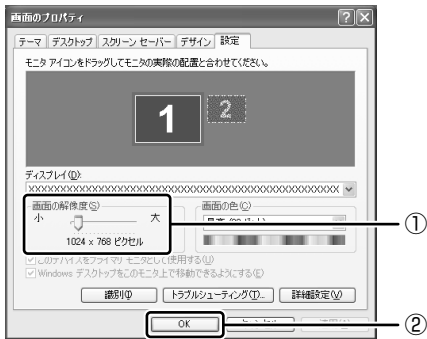 画面のプロパティ
テーマ デスクトップ スクリーン セーバー デザイン 設定
モニタ アイコンをドラッグしてモニタの実際の配置と合わせてください。
1 2
ディスプレイ(D):
XXXXXXXXXXXXXXXXXXXXXXXXXXXXXXXXXXXXXXXXXXXXX
画面の解像度(S) 画面の色(C)
小 大
①
1024 x 768 ピクセル
このデバイスをプライマリ モニタとして使用する(U)
Windows デスクトップをこのモニタ上で移動できるようにする(E)
識別(I) トラブルシューティング(T)... 詳細設定(V)
OK
②